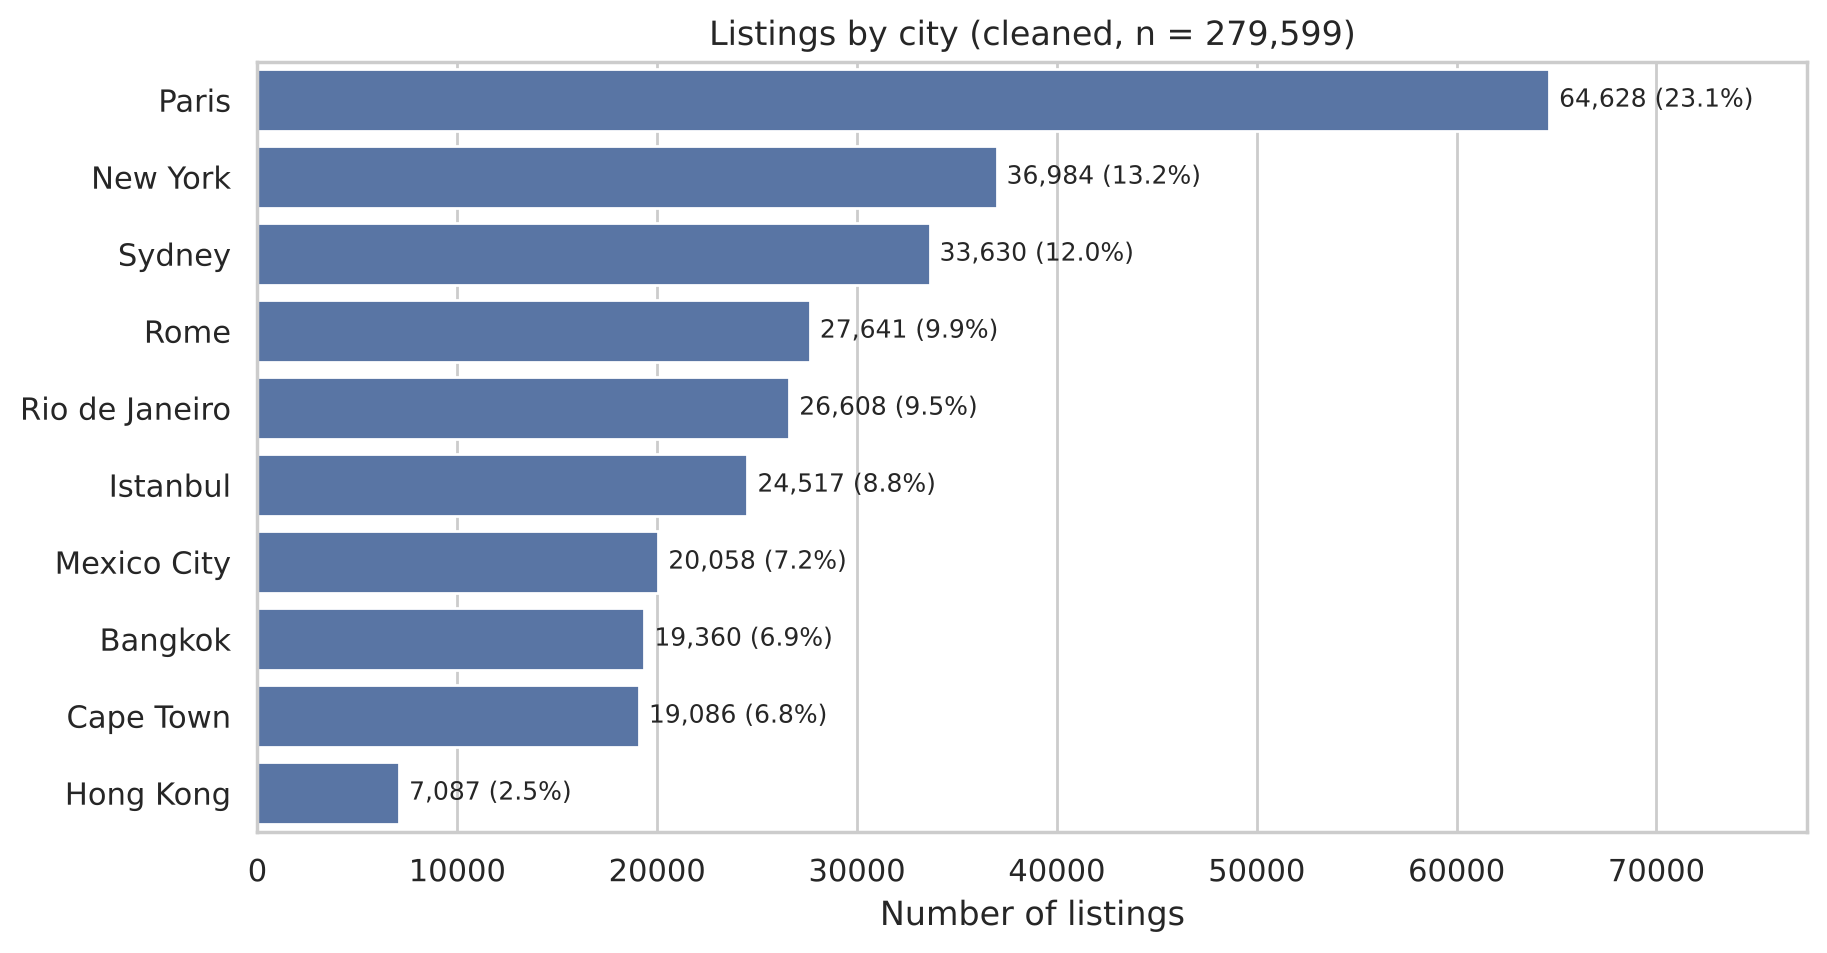 Listings by city (cleaned, n = 279,599)
Paris 64,628 (23.1%)
New York 36,984 (13.2%)
Sydney 33,630 (12.0%)
Rome 27,641 (9.9%)
Rio de Janeiro 26,608 (9.5%)
Istanbul 24,517 (8.8%)
Mexico City 20,058 (7.2%)
Bangkok 19,360 (6.9%)
Cape Town 19,086 (6.8%)
Hong Kong 7,087 (2.5%)
0 10000 20000 30000 40000 50000 60000 70000
Number of listings